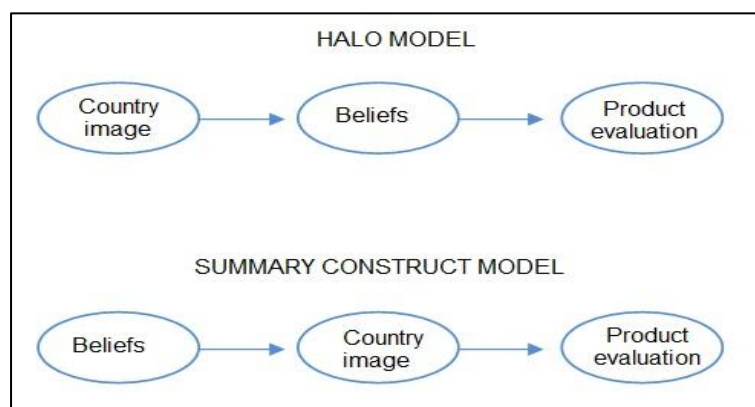 HALO MODEL
Country
image
Beliefs
Product
evaluation
SUMMARY CONSTRUCT MODEL
Beliefs
Country
image
Product
evaluation